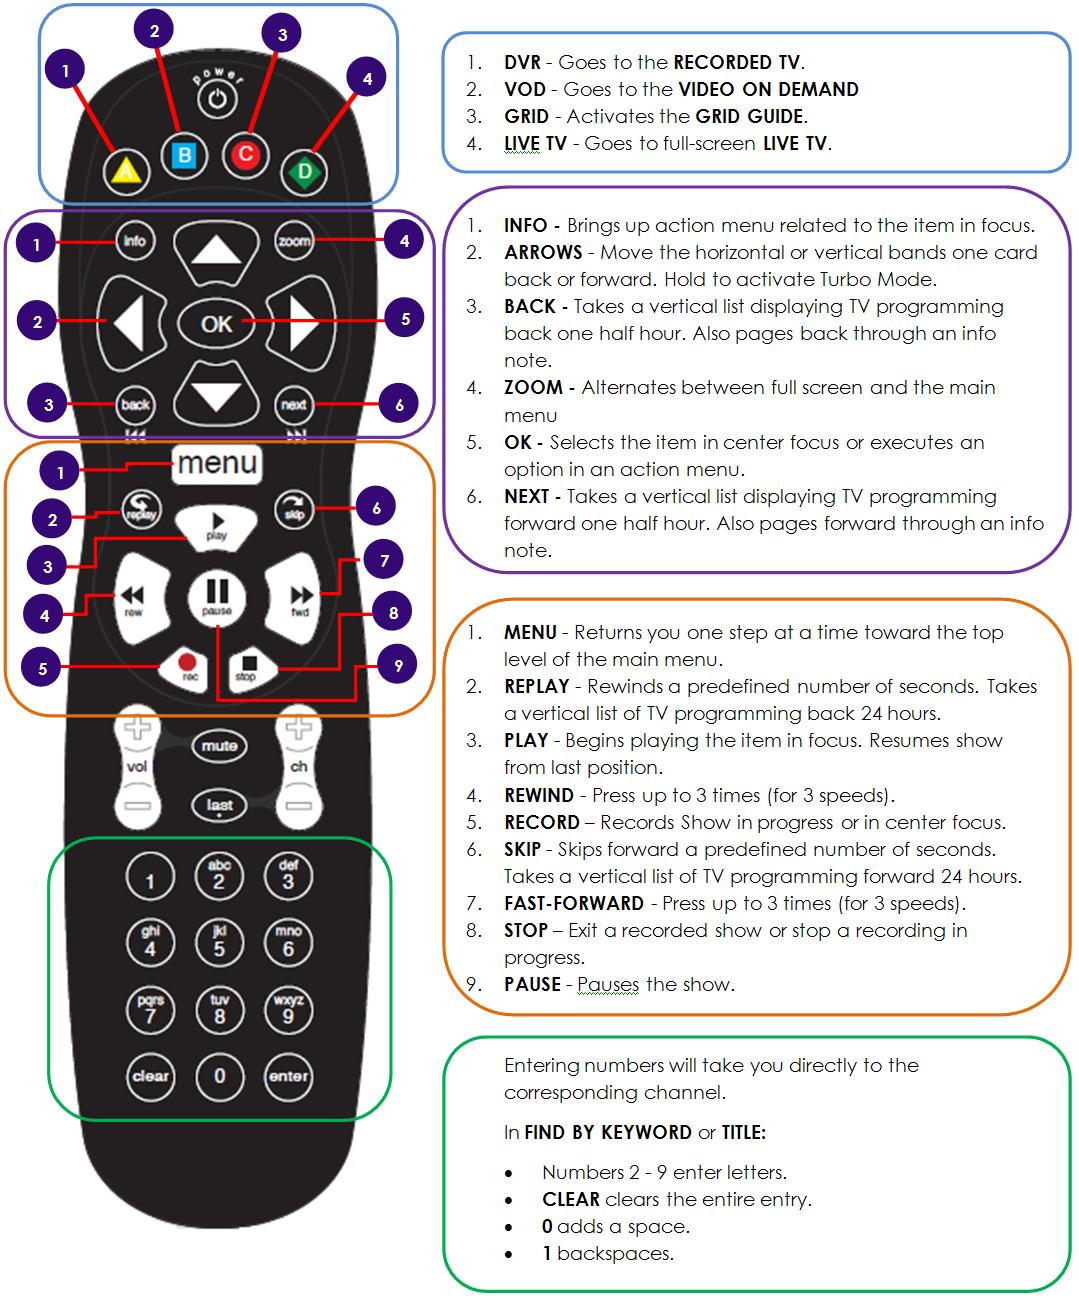 1
2
3
4
power
A
B
C
D
1
info
zoom
4
2
OK
5
3
back
next
6
1
menu
2
replay
skip
6
3
play
7
4
rew
pause
fwd
8
5
rec
stop
9
vol
mute
ch
last
1
abc
2
def
3
ghi
4
jkl
5
mno
6
pqrs
7
tuv
8
wxyz
9
clear
0
enter
1. DVR - Goes to the RECORDED TV.
2. VOD - Goes to the VIDEO ON DEMAND
3. GRID - Activates the GRID GUIDE.
4. LIVE TV - Goes to full-screen LIVE TV.
1. INFO - Brings up action menu related to the item in focus.
2. ARROWS - Move the horizontal or vertical bands one card
back or forward. Hold to activate Turbo Mode.
3. BACK - Takes a vertical list displaying TV programming
back one half hour. Also pages back through an info
note.
4. ZOOM - Alternates between full screen and the main
menu
5. OK - Selects the item in center focus or executes an
option in an action menu.
6. NEXT - Takes a vertical list displaying TV programming
forward one half hour. Also pages forward through an info
note.
1. MENU - Returns you one step at a time toward the top
level of the main menu.
2. REPLAY - Rewinds a predefined number of seconds. Takes
a vertical list of TV programming back 24 hours.
3. PLAY - Begins playing the item in focus. Resumes show
from last position.
4. REWIND - Press up to 3 times (for 3 speeds).
5. RECORD – Records Show in progress or in center focus.
6. SKIP - Skips forward a predefined number of seconds.
Takes a vertical list of TV programming forward 24 hours.
7. FAST-FORWARD - Press up to 3 times (for 3 speeds).
8. STOP – Exit a recorded show or stop a recording in
progress.
9. PAUSE - Pauses the show.
Entering numbers will take you directly to the
corresponding channel.
In FIND BY KEYWORD or TITLE:
• Numbers 2 - 9 enter letters.
• CLEAR clears the entire entry.
• 0 adds a space.
• 1 backspaces.